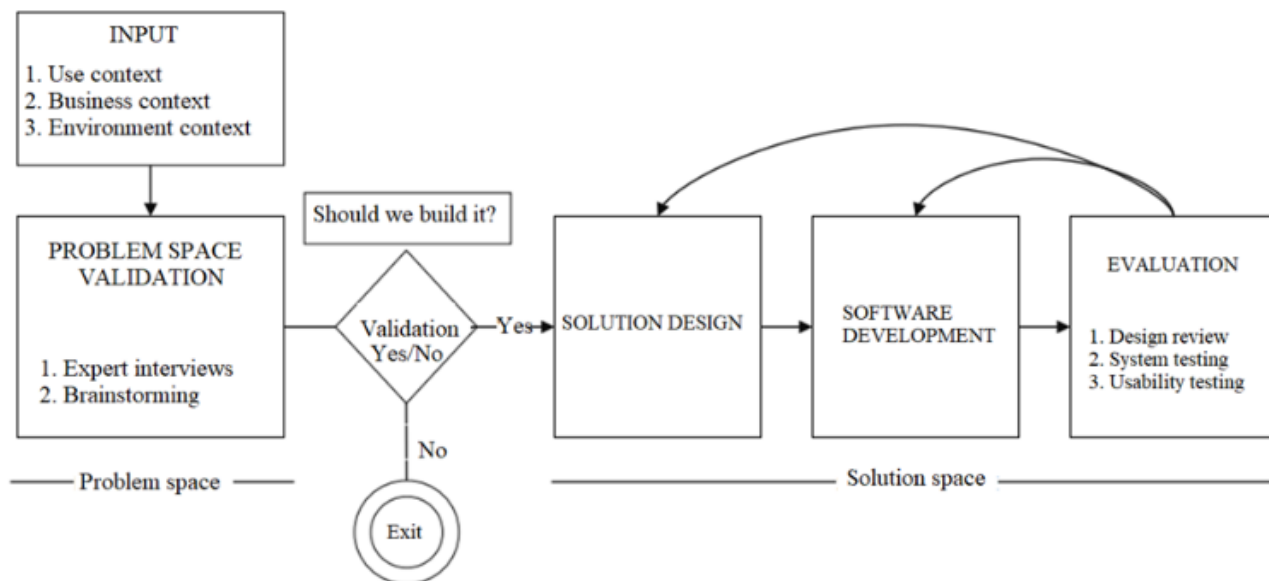 INPUT
1. Use context
2. Business context
3. Environment context
PROBLEM SPACE
VALIDATION
1. Expert interviews
2. Brainstorming
Problem space
Should we build it?
Validation
Yes/No
Yes
No
Exit
SOLUTION DESIGN
SOFTWARE
DEVELOPMENT
EVALUATION
1. Design review
2. System testing
3. Usability testing
Solution space